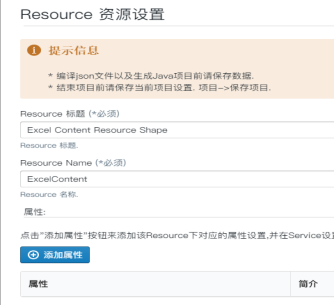 Resource 资源设置
提示信息
* 编译json文件以及生成Java项目前请保存数据.
* 结束项目前请保存当前项目设置. 项目-->保存项目.
Resource 标题 (*必须)
Excel Content Resource Shape
Resource 标题.
Resource Name (*必须)
ExcelContent
Resource 名称.
属性:
点击"添加属性"按钮来添加该Resource下对应的属性设置,并在Service设
添加属性
属性 简介